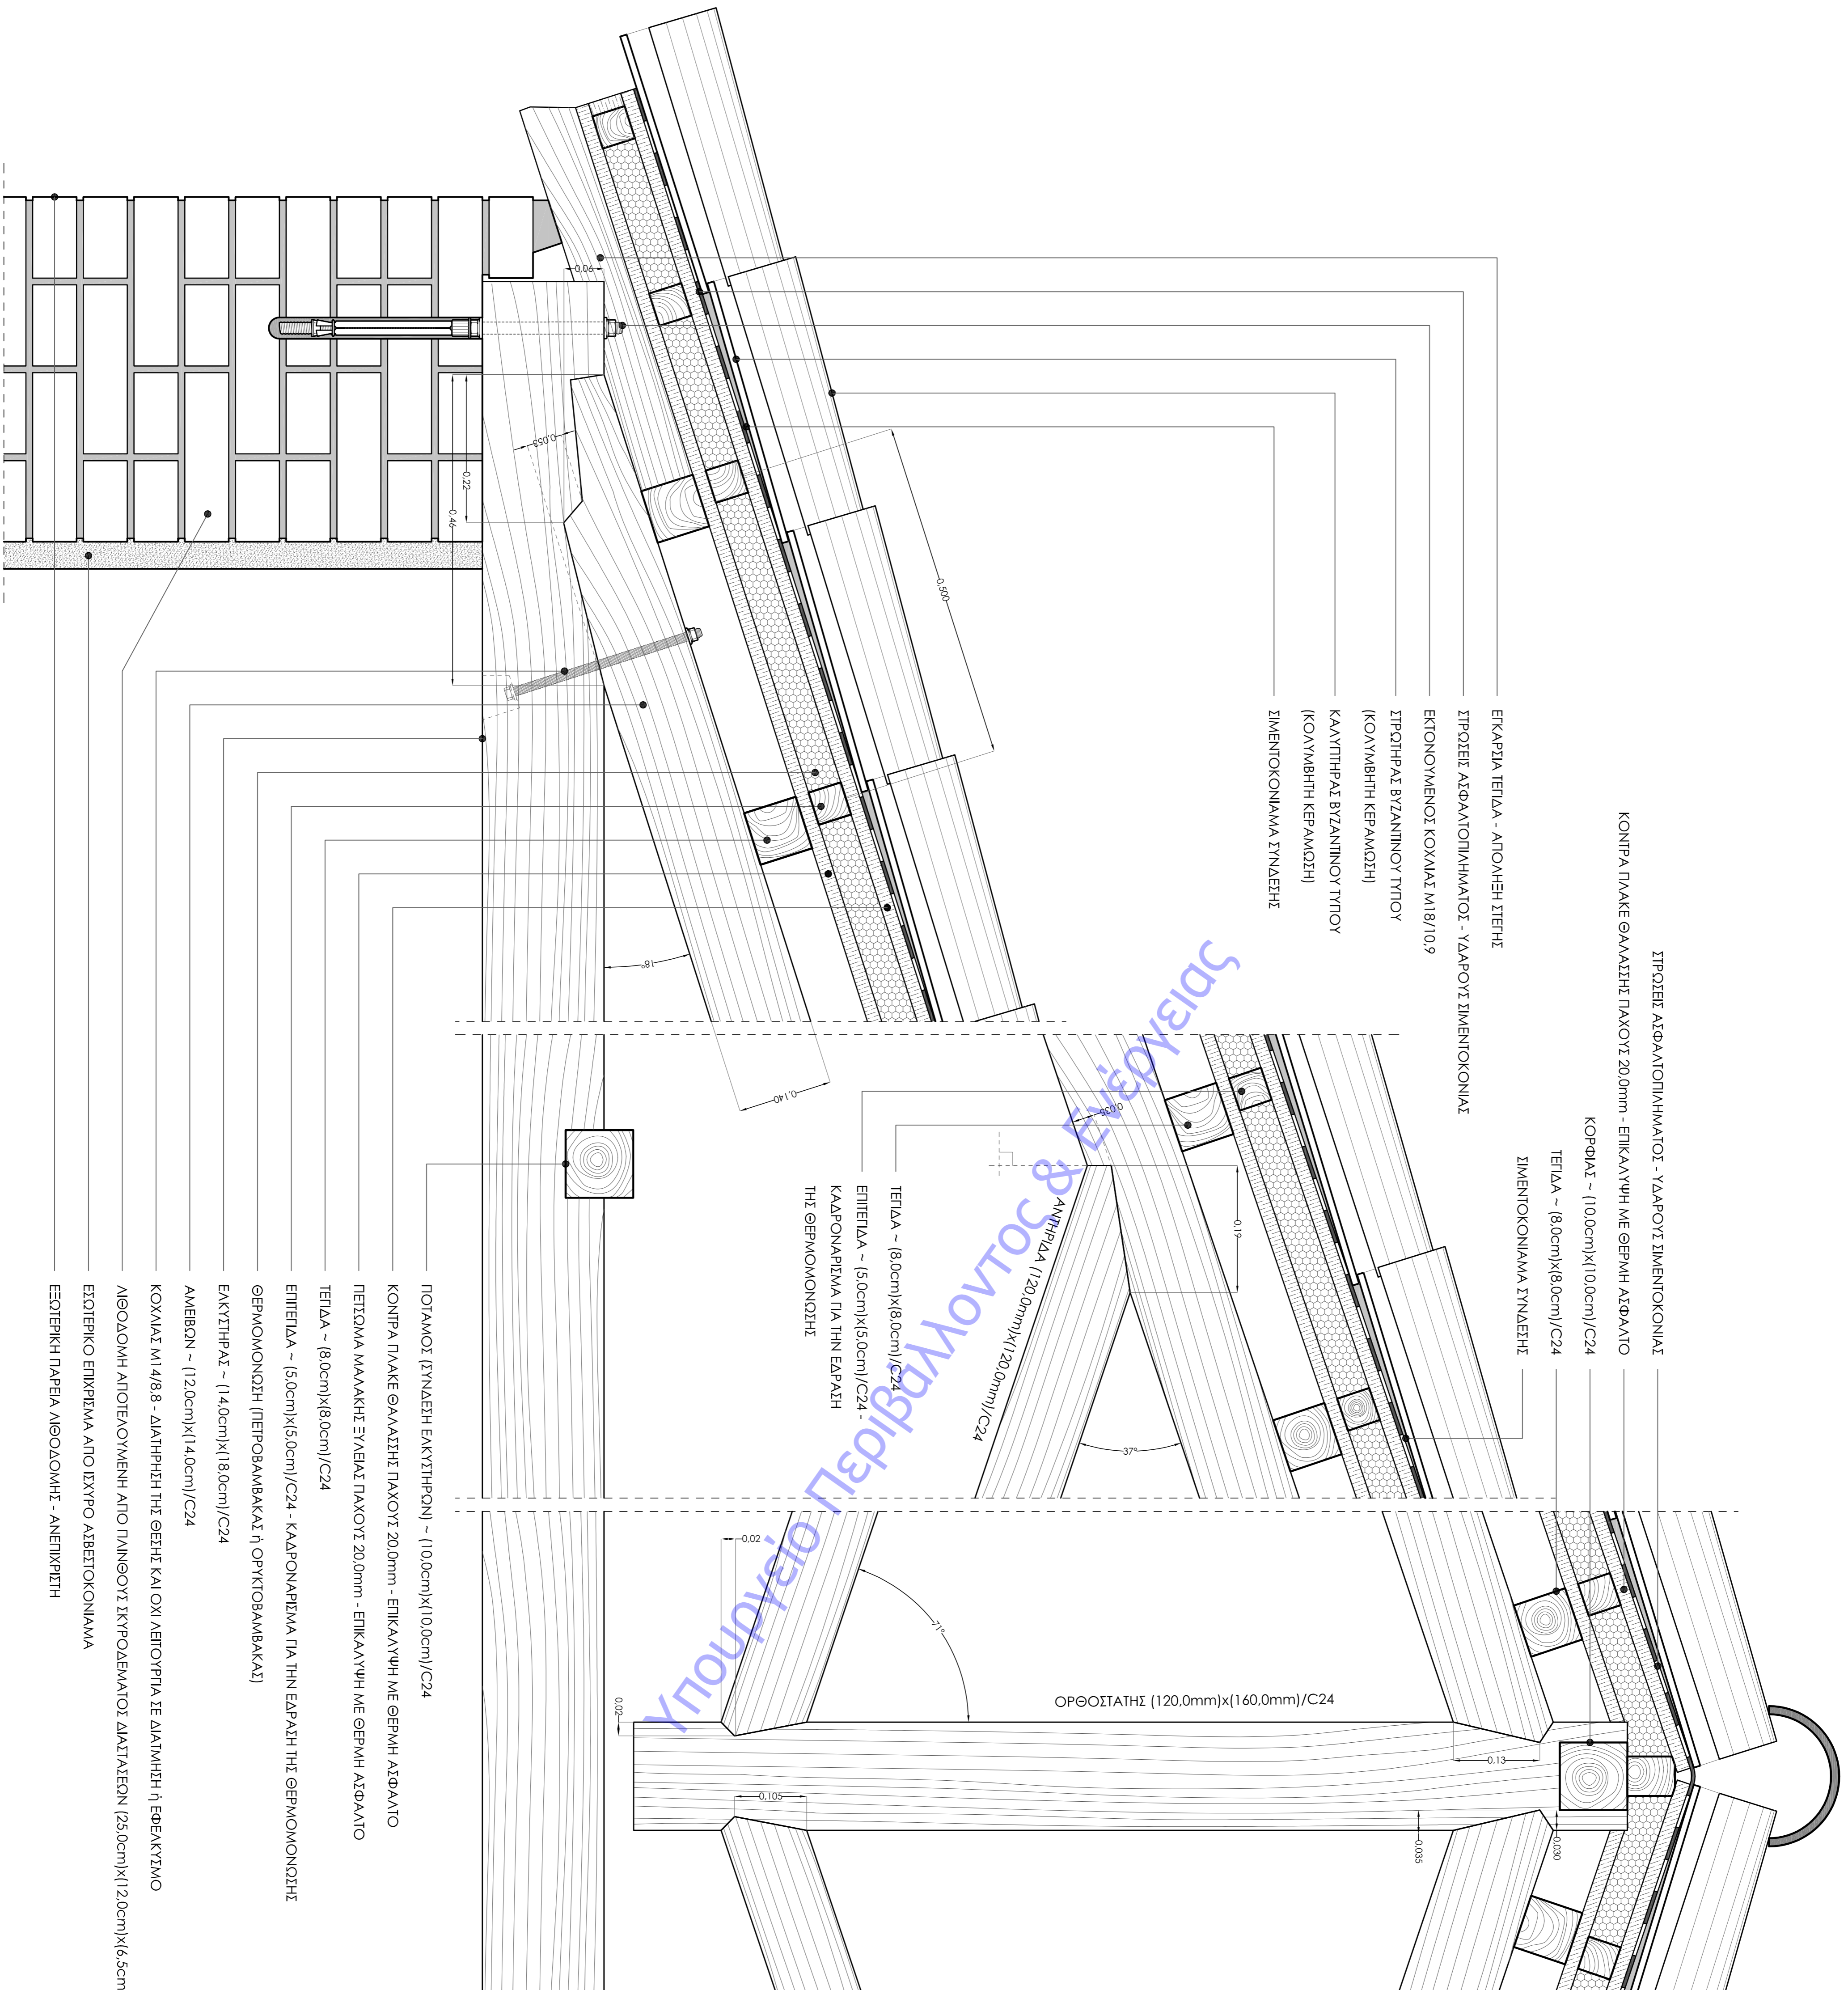 ΕΓΚΑΡΣΙΑ ΤΕΓΙΔΑ - ΑΠΟΛΗΞΗ ΣΤΕΓΗΣ
ΣΤΡΩΣΕΙΣ ΑΣΦΑΛΤΟΠΙΛΗΜΑΤΟΣ - ΥΔΑΡΟΥΣ ΣΙΜΕΝΤΟΚΟΝΙΑΣ
ΕΚΤΟΝΟΥΜΕΝΟΣ ΚΟΧΛΙΑΣ Μ18/10,9
ΣΤΡΩΤΗΡΑΣ ΒΥΖΑΝΤΙΝΟΥ ΤΥΠΟΥ
(ΚΟΛΥΜΒΗΤΗ ΚΕΡΑΜΩΣΗ)
ΚΑΛΥΠΤΗΡΑΣ ΒΥΖΑΝΤΙΝΟΥ ΤΥΠΟΥ
(ΚΟΛΥΜΒΗΤΗ ΚΕΡΑΜΩΣΗ)
ΣΙΜΕΝΤΟΚΟΝΙΑΜΑ ΣΥΝΔΕΣΗΣ
ΣΤΡΩΣΕΙΣ ΑΣΦΑΛΤΟΠΙΛΗΜΑΤΟΣ - ΥΔΑΡΟΥΣ ΣΙΜΕΝΤΟΚΟΝΙΑΣ
ΚΟΝΤΡΑ ΠΛΑΚΕ ΘΑΛΑΣΣΗΣ ΠΑΧΟΥΣ 20,0mm - ΕΠΙΚΑΛΥΨΗ ΜΕ ΘΕΡΜΗ ΑΣΦΑΛΤΟ
ΚΟΡΦΙΑΣ ~ (10,0cm)x(10,0cm)/C24
ΤΕΓΙΔΑ ~ (8,0cm)x(8,0cm)/C24
ΣΙΜΕΝΤΟΚΟΝΙΑΜΑ ΣΥΝΔΕΣΗΣ
ΤΕΓΙΔΑ ~ (8,0cm)x(8,0cm)/C24
ΕΠΙΤΕΓΙΔΑ ~ (5,0cm)x(5,0cm)/C24 -
ΚΑΔΡΟΝΑΡΙΣΜΑ ΓΙΑ ΤΗΝ ΕΔΡΑΣΗ
ΤΗΣ ΘΕΡΜΟΜΟΝΩΣΗΣ
ΑΝΤΗΡΙΔΑ (120,0mm)x(120,0mm)/C24
ΟΡΘΟΣΤΑΤΗΣ (120,0mm)x(160,0mm)/C24
ΠΟΤΑΜΟΣ (ΣΥΝΔΕΣΗ ΕΛΚΥΣΤΗΡΩΝ) ~ (10,0cm)x(10,0cm)/C24
ΚΟΝΤΡΑ ΠΛΑΚΕ ΘΑΛΑΣΣΗΣ ΠΑΧΟΥΣ 20,0mm - ΕΠΙΚΑΛΥΨΗ ΜΕ ΘΕΡΜΗ ΑΣΦΑΛΤΟ
ΠΕΤΣΩΜΑ ΜΑΛΑΚΗΣ ΞΥΛΕΙΑΣ ΠΑΧΟΥΣ 20,0mm - ΕΠΙΚΑΛΥΨΗ ΜΕ ΘΕΡΜΗ ΑΣΦΑΛΤΟ
ΤΕΓΙΔΑ ~ (8,0cm)x(8,0cm)/C24
ΕΠΙΤΕΓΙΔΑ ~ (5,0cm)x(5,0cm)/C24 - ΚΑΔΡΟΝΑΡΙΣΜΑ ΓΙΑ ΤΗΝ ΕΔΡΑΣΗ ΤΗΣ ΘΕΡΜΟΜΟΝΩΣΗΣ
ΘΕΡΜΟΜΟΝΩΣΗ (ΠΕΤΡΟΒΑΜΒΑΚΑΣ ή ΟΡΥΚΤΟΒΑΜΒΑΚΑΣ)
ΕΛΚΥΣΤΗΡΑΣ ~ (14,0cm)x(18,0cm)/C24
ΑΜΕΙΒΩΝ ~ (12,0cm)x(14,0cm)/C24
ΚΟΧΛΙΑΣ Μ14/8.8 - ΔΙΑΤΗΡΗΣΗ ΤΗΣ ΘΕΣΗΣ ΚΑΙ ΟΧΙ ΛΕΙΤΟΥΡΓΙΑ ΣΕ ΔΙΑΤΜΗΣΗ ή ΕΦΕΛΚΥΣΜΟ
ΛΙΘΟΔΟΜΗ ΑΠΟΤΕΛΟΥΜΕΝΗ ΑΠΟ ΠΛΙΝΘΟΥΣ ΣΚΥΡΟΔΕΜΑΤΟΣ ΔΙΑΣΤΑΣΕΩΝ (25,0cm)x(12,0cm)x(6,5cm
ΕΣΩΤΕΡΙΚΟ ΕΠΙΧΡΙΣΜΑ ΑΠΟ ΙΣΧΥΡΟ ΑΣΒΕΣΤΟΚΟΝΙΑΜΑ
ΕΞΩΤΕΡΙΚΗ ΠΑΡΕΙΑ ΛΙΘΟΔΟΜΗΣ - ΑΝΕΠΙΧΡΙΣΤΗ
0,06
0,053
0,22
0,46
0,500
18°
0,140
0,035
0,19
37°
0,02
71°
0,02
0,105
0,13
0,035
0,030
Υπουργείο Περιβάλλοντος & Ενέργειας